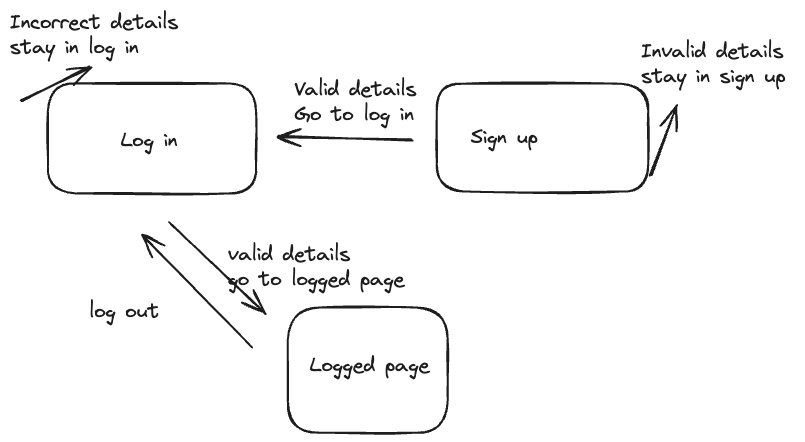 Incorrect details
stay in log in
Invalid details
stay in sign up
Valid details
Go to log in
Log in
Sign up
valid details
go to logged page
log out
Logged page